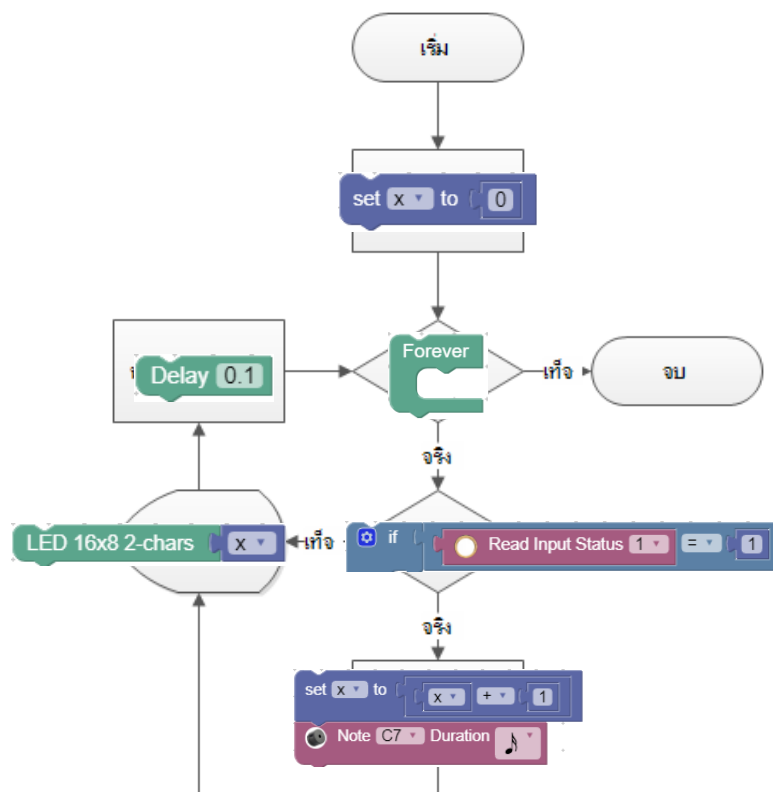 เริ่ม
set x to 0
Forever
เท็จ
จบ
Delay 0.1
จริง
LED 16x8 2-chars x
เท็จ
if Read Input Status 1 = 1
จริง
set x to x + 1
Note C7 Duration